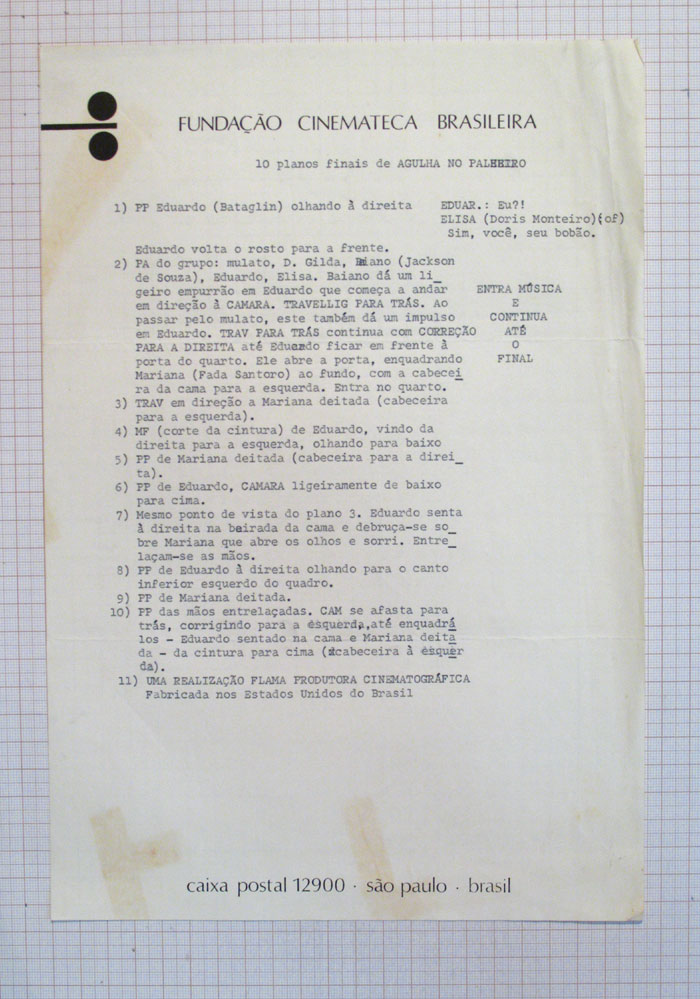 FUNDAÇÃO CINEMATECA BRASILEIRA
10 planos finais de AGULHA NO PALHEIRO
1) PP Eduardo (Bataglin) olhando à direita EDUAR.: Eu?!
ELISA (Doris Monteiro)(of)
Sim, você, seu bobão.
Eduardo volta o rosto para a frente.
2) PA do grupo: mulato, D. Gilda, Baiano (Jackson
de Souza), Eduardo, Elisa. Baiano dá um li_
geiro empurrão em Eduardo que começa a andar ENTRA MÚSICA
em direção à CAMARA. TRAVELLIG PARA TRÁS. Ao E
passar pelo mulato, este também dá um impulso CONTINUA
em Eduardo. TRAV PARA TRÁS continua com CORREÇÃO ATÉ
PARA A DIREITA até Eduardo ficar em frente à O
porta do quarto. Ele abre a porta, enquadrando FINAL
Mariana (Fada Santoro) ao fundo, com a cabecei
ra da cama para a esquerda. Entra no quarto.
3) TRAV em direção a Mariana deitada (cabeceira
para a esquerda).
4) MF (corte da cintura) de Eduardo, vindo da
direita para a esquerda, olhando para baixo
5) PP de Mariana deitada (cabeceira para a direi_
ta).
6) PP de Eduardo, CAMARA ligeiramente de baixo
para cima.
7) Mesmo ponto de vista do plano 3. Eduardo senta
à direita na beirada da cama e debruça-se so_
bre Mariana que abre os olhos e sorri. Entre_
laçam-se as mãos.
8) PP de Eduardo à direita olhando para o canto
inferior esquerdo do quadro.
9) PP de Mariana deitada.
10) PP das mãos entrelaçadas. CAM se afasta para
trás, corrigindo para a esquerda,até enquadrá
los - Eduardo sentado na cama e Mariana deita
da - da cintura para cima (cabeceira à esquer
da).
11) UMA REALIZAÇÃO FLAMA PRODUTORA CINEMATOGRÁFICA
Fabricada nos Estados Unidos do Brasil
caixa postal 12900 · são paulo · brasil